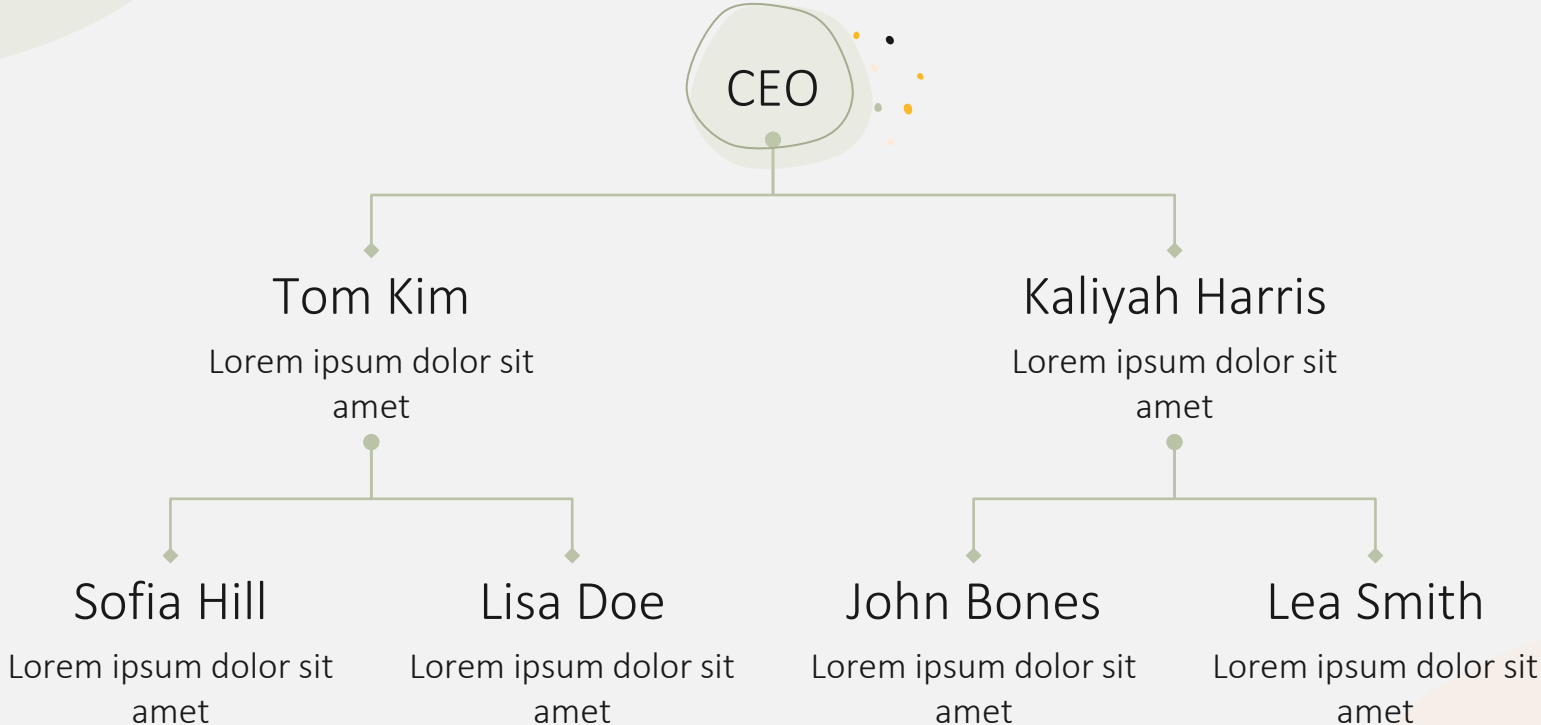 CEO
Tom Kim
Lorem ipsum dolor sit
amet
Kaliyah Harris
Lorem ipsum dolor sit
amet
Sofia Hill
Lorem ipsum dolor sit
amet
Lisa Doe
Lorem ipsum dolor sit
amet
John Bones
Lorem ipsum dolor sit
amet
Lea Smith
Lorem ipsum dolor sit
amet